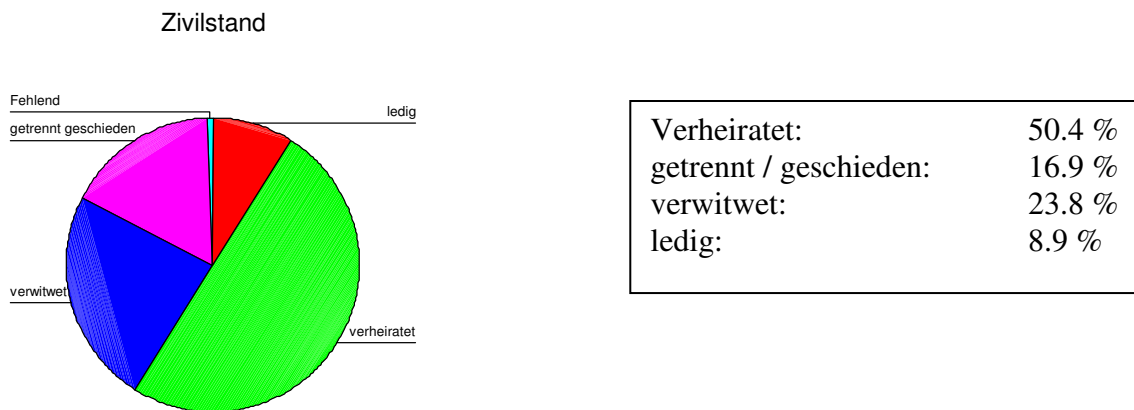 Zivilstand
Fehlend
ledig
getrennt geschieden
verwitwet
verheiratet
Verheiratet: 50.4 %
getrennt / geschieden: 16.9 %
verwitwet: 23.8 %
ledig: 8.9 %